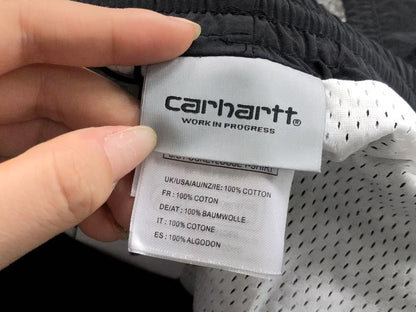 carhartt®
WORK IN PROGRESS
UK/USA/AU/NZ/IE: 100% COTTON
FR : 100% COTON
DE/AT : 100% BAUMWOLLE
IT : 100% COTONE
ES : 100% ALGODON